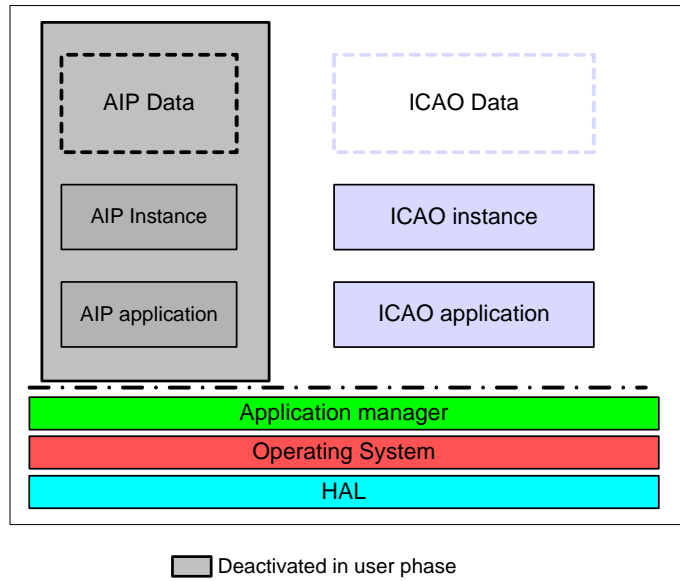 AIP Data
ICAO Data
AIP Instance
ICAO instance
AIP application
ICAO application
Application manager
Operating System
HAL
Deactivated in user phase